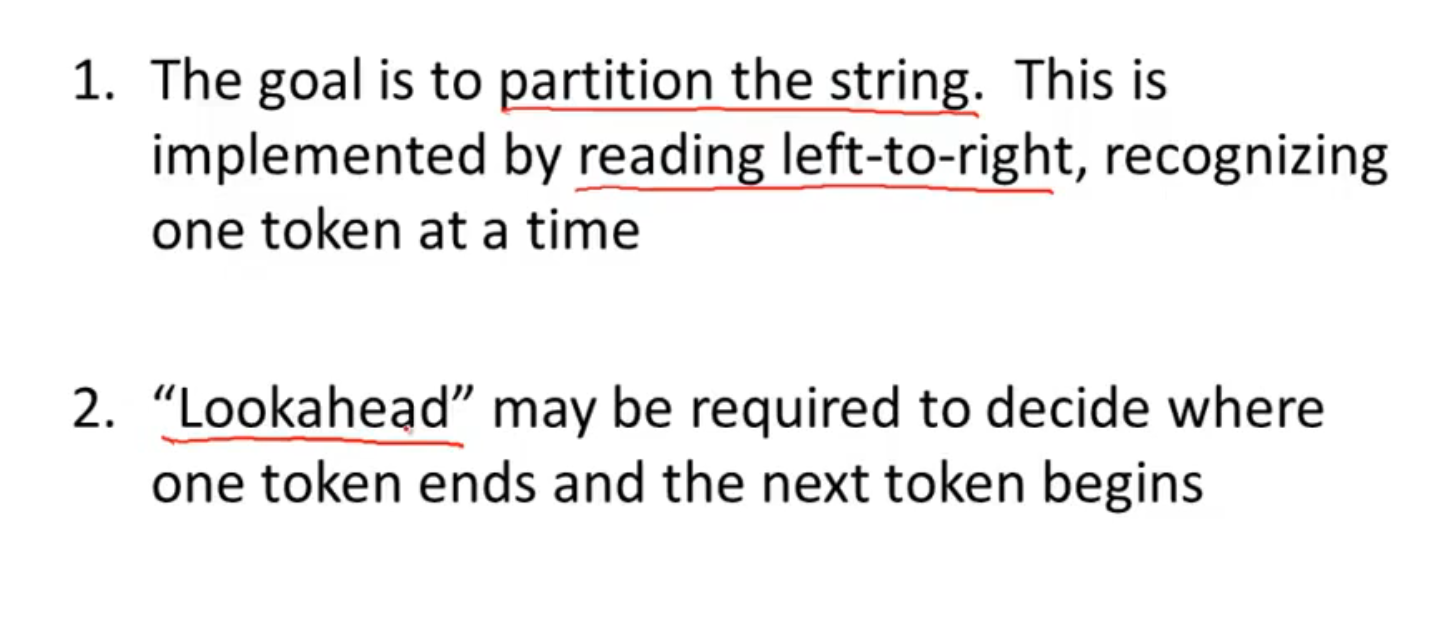 1. The goal is to partition the string. This is
implemented by reading left-to-right, recognizing
one token at a time
2. “Lookahead” may be required to decide where
one token ends and the next token begins